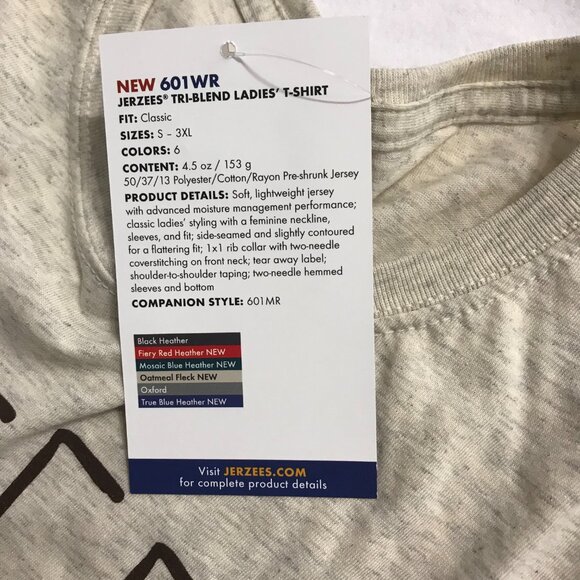 NEW 601WR
JERZEES® TRI-BLEND LADIES' T-SHIRT
FIT: Classic
SIZES: S – 3XL
COLORS: 6
CONTENT: 4.5 oz / 153 g
50/37/13 Polyester/Cotton/Rayon Pre-shrunk Jersey
PRODUCT DETAILS: Soft, lightweight jersey
with advanced moisture management performance;
classic ladies' styling with a feminine neckline,
sleeves, and fit; side-seamed and slightly contoured
for a flattering fit; 1x1 rib collar with two-needle
coverstitching on front neck; tear away label;
shoulder-to-shoulder taping; two-needle hemmed
sleeves and bottom
COMPANION STYLE: 601MR
Black Heather
Fiery Red Heather NEW
Mosaic Blue Heather NEW
Oatmeal Fleck NEW
Oxford
True Blue Heather NEW
Visit JERZEES.COM
for complete product details